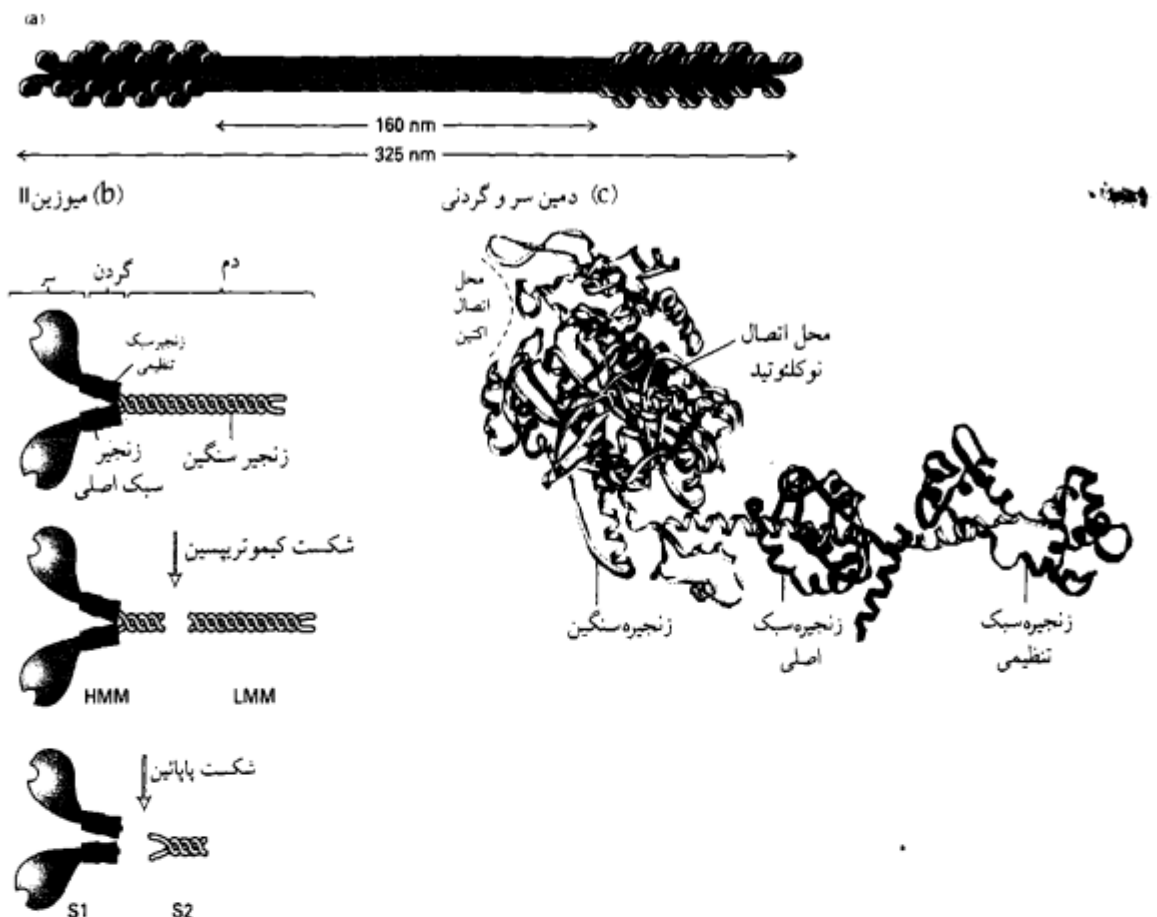 (a)
160 nm
325 nm
(b) میوزین II
(c) دمین سر و گردنی
سر
گردن
دم
زنجیر سبک
تنظیمی
زنجیر
سبک اصلی
زنجیر سنگین
شکست کیموتریپسین
HMM
LMM
شکست پاپائین
S1
S2
محل
اتصال
اکتین
محل اتصال
نوکلئوتید
زنجیره سنگین
زنجیره سبک
اصلی
زنجیره سبک
تنظیمی